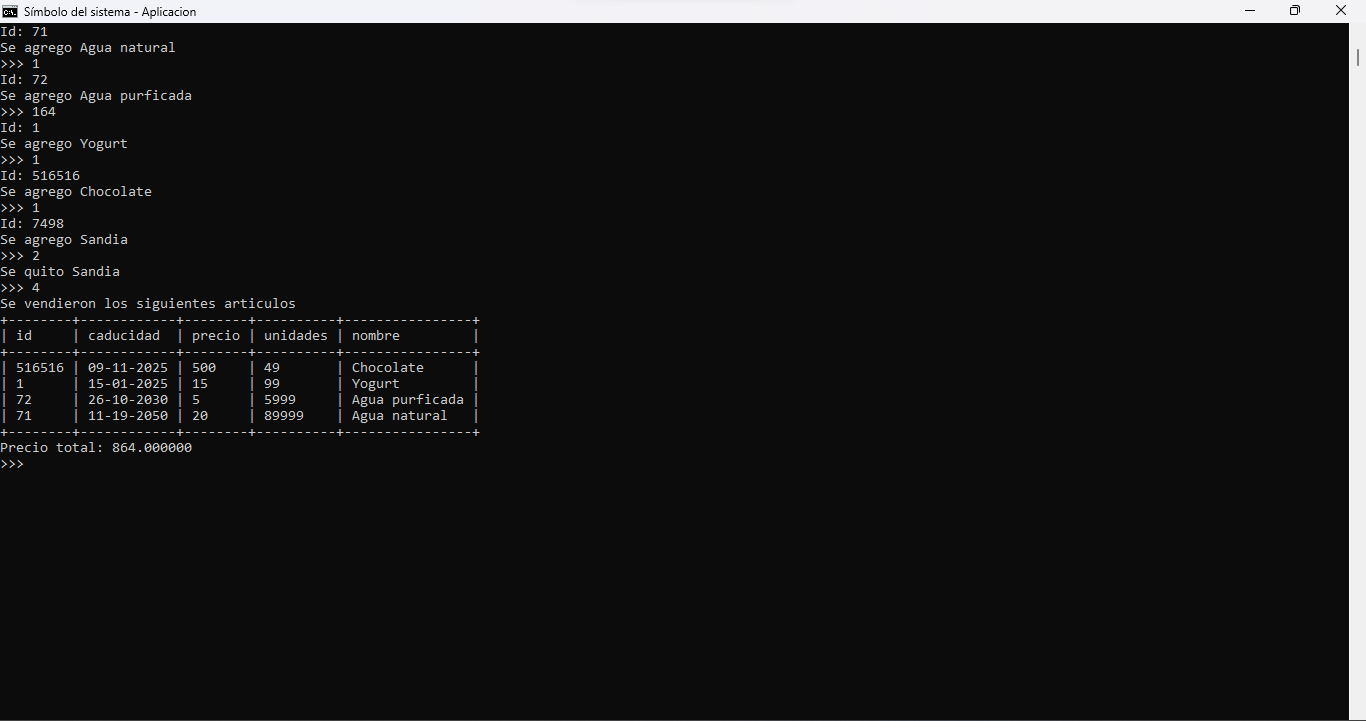 Símbolo del sistema - Aplicacion
Id: 71
Se agrego Agua natural
>>> 1
Id: 72
Se agrego Agua purficada
>>> 164
Id: 1
Se agrego Yogurt
>>> 1
Id: 516516
Se agrego Chocolate
>>> 1
Id: 7498
Se agrego Sandia
>>> 2
Se quito Sandia
>>> 4
Se vendieron los siguientes articulos
+--------+------------+--------+----------+----------------+
| id     | caducidad  | precio | unidades | nombre         |
+--------+------------+--------+----------+----------------+
| 516516 | 09-11-2025 | 500    | 49       | Chocolate      |
| 1      | 15-01-2025 | 15     | 99       | Yogurt         |
| 72     | 26-10-2030 | 5      | 5999     | Agua purficada |
| 71     | 11-19-2050 | 20     | 89999    | Agua natural   |
+--------+------------+--------+----------+----------------+
Precio total: 864.000000
>>>